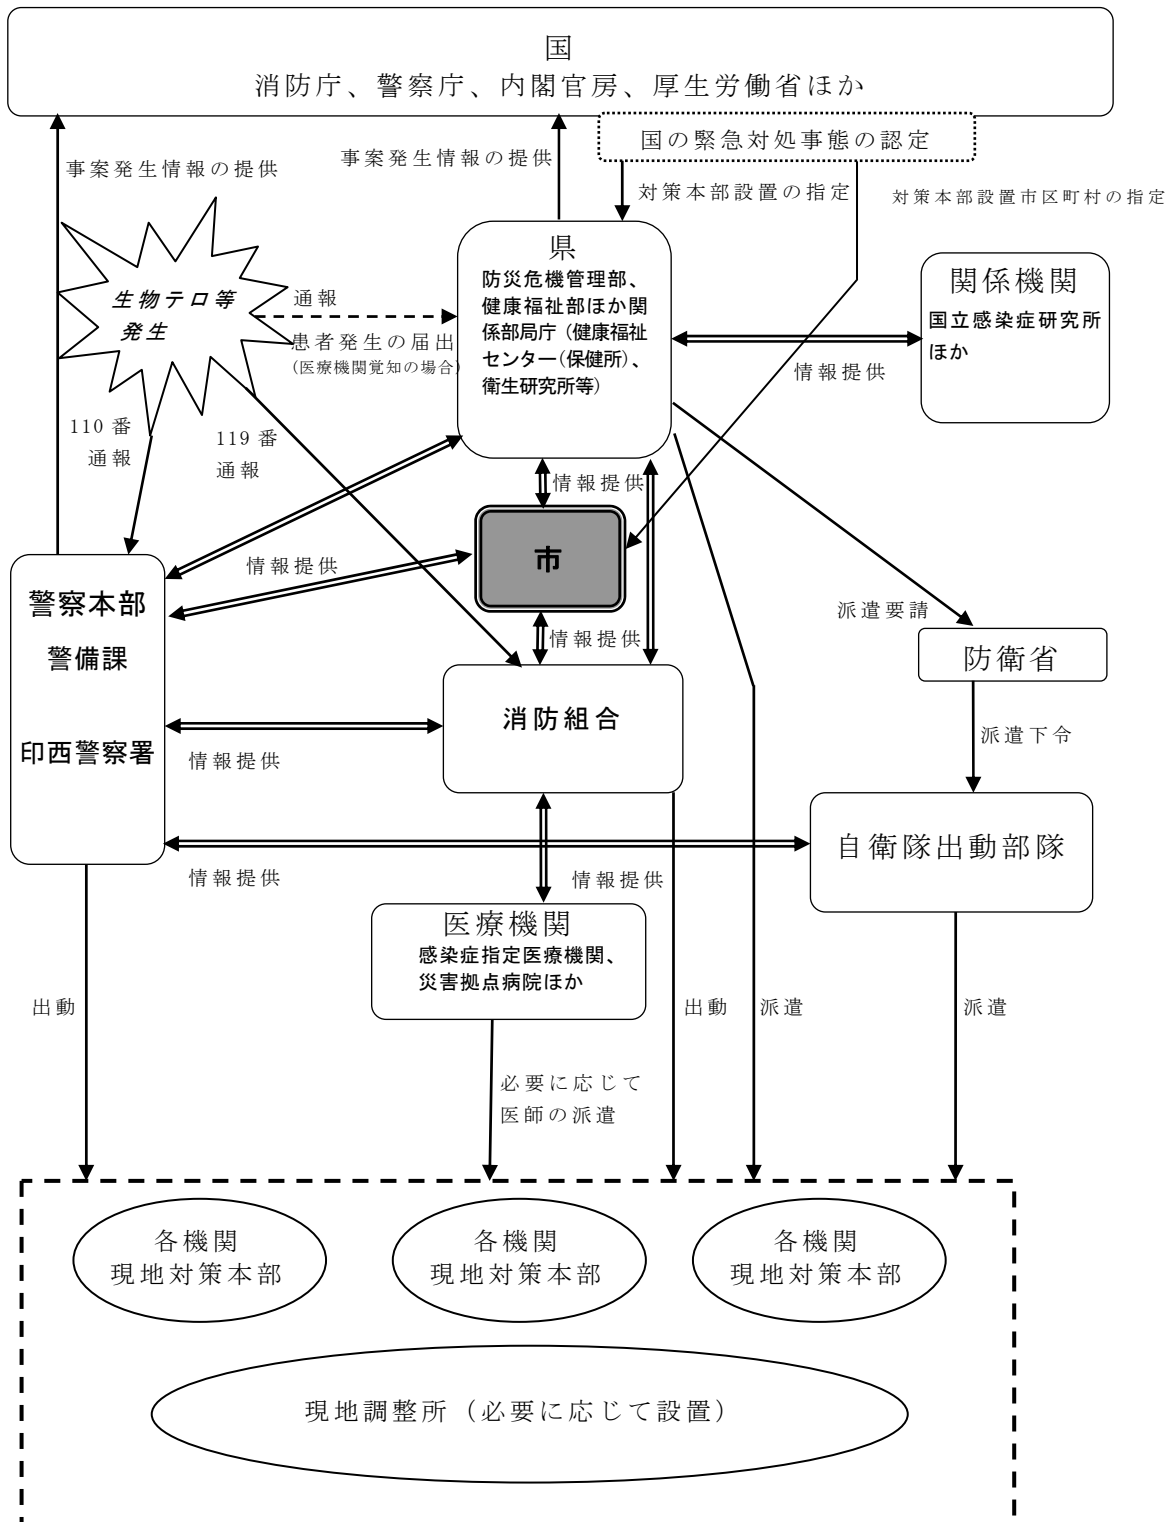 国
消防庁、警察庁、内閣官房、厚生労働省ほか
国の緊急対処事態の認定
事案発生情報の提供
事案発生情報の提供
対策本部設置の指定
対策本部設置市区町村の指定
生物テロ等
発生
通報
患者発生の届出
(医療機関覚知の場合)
県
防災危機管理部、
健康福祉部ほか関
係部局庁（健康福祉
センター（保健所）、
衛生研究所等）
関係機関
国立感染症研究所
ほか
情報提供
110 番
通報
119 番
通報
情報提供
市
情報提供
警察本部
警備課
印西警察署
情報提供
派遣要請
防衛省
消防組合
情報提供
派遣下令
自衛隊出動部隊
情報提供
情報提供
医療機関
感染症指定医療機関、
災害拠点病院ほか
出動
出動
派遣
派遣
必要に応じて
医師の派遣
各機関
現地対策本部
各機関
現地対策本部
各機関
現地対策本部
現地調整所（必要に応じて設置）